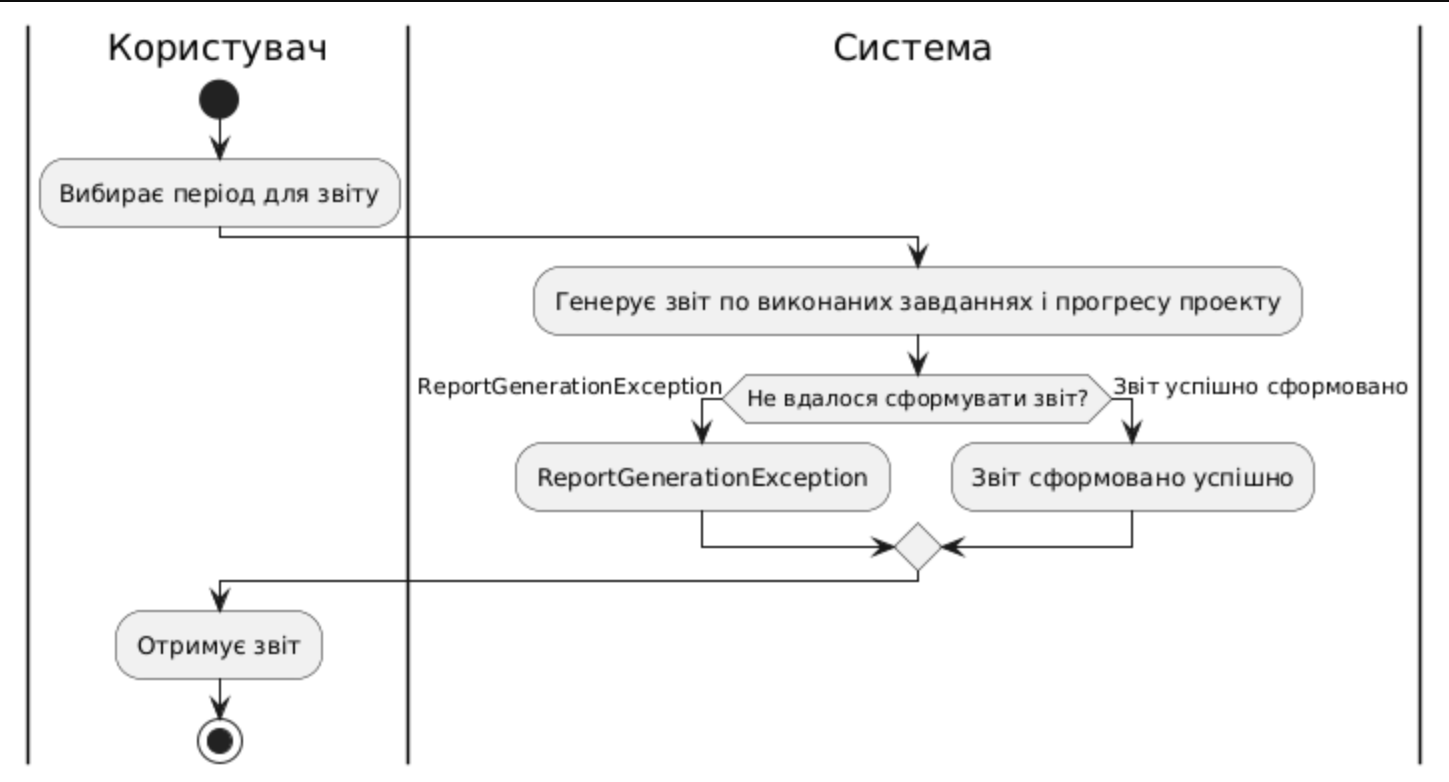 Користувач
Система
Вибирає період для звіту
Генерує звіт по виконаних завданнях і прогресу проекту
ReportGenerationException
Не вдалося сформувати звіт?
Звіт успішно сформовано
ReportGenerationException
Звіт сформовано успішно
Отримує звіт